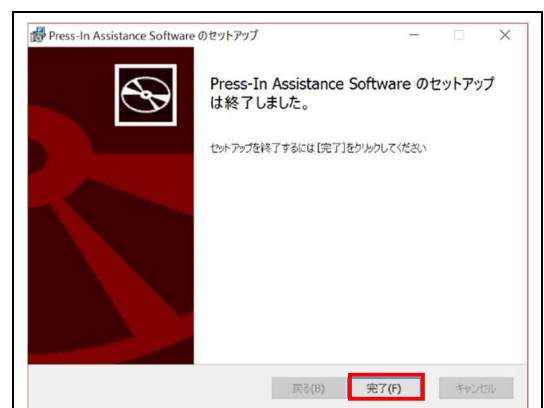 Press-In Assistance Software のセットアップ
Press-In Assistance Software のセットアップ
は終了しました。
セットアップを終了するには [完了]をクリックしてください
戻る(B)
完了(F)
キャンセル